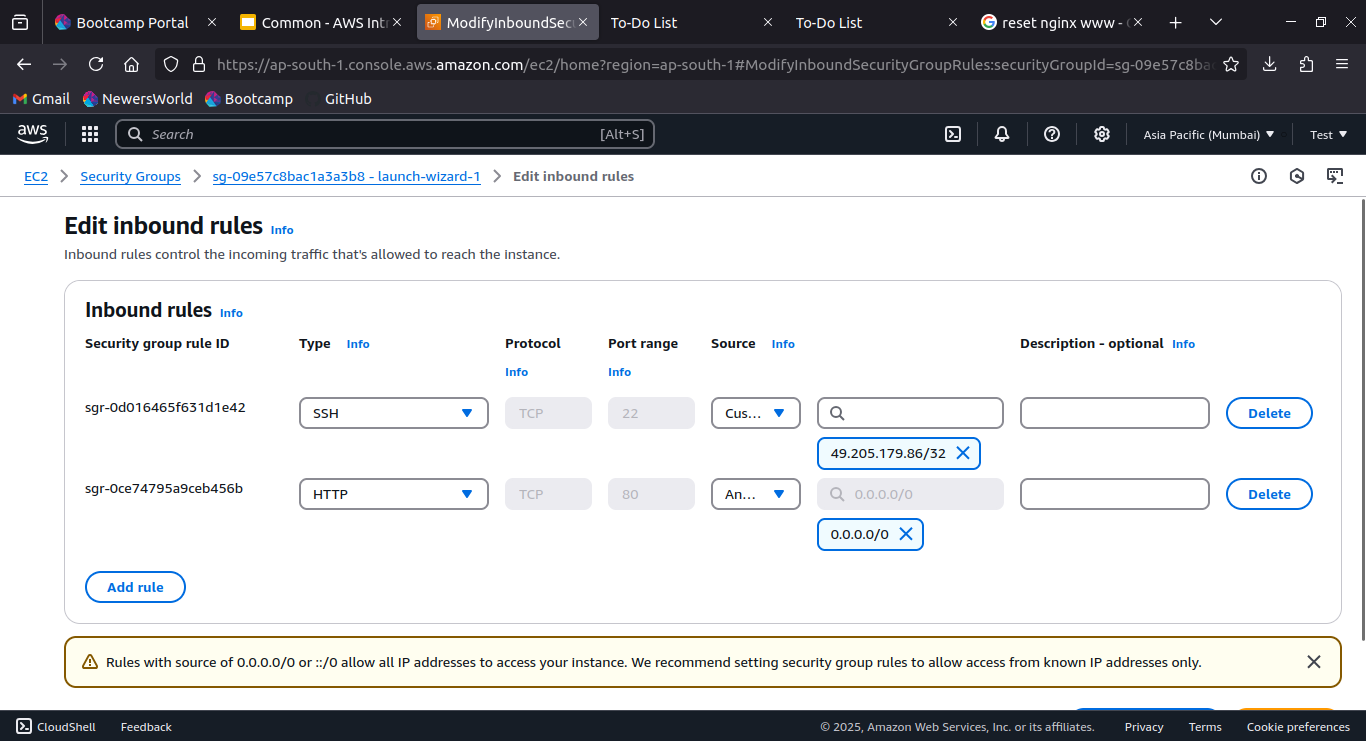 Bootcamp Portal
Common - AWS Intr
ModifyInboundSecu
To-Do List
To-Do List
reset nginx www - G
https://ap-south-1.console.aws.amazon.com/ec2/home?region=ap-south-1#ModifyInboundSecurityGroupRules:securityGroupId=sg-09e57c8bac
Gmail
NewersWorld
Bootcamp
GitHub
aws
Search
[Alt+S]
Asia Pacific (Mumbai)
Test
EC2
Security Groups
sg-09e57c8bac1a3a3b8 - launch-wizard-1
Edit inbound rules
Edit inbound rules Info
Inbound rules control the incoming traffic that's allowed to reach the instance.
Inbound rules Info
Security group rule ID
Type Info
Protocol Info
Port range Info
Source Info
Description - optional Info
sgr-0d016465f631d1e42
SSH
TCP
22
Cus...
49.205.179.86/32
Delete
sgr-0ce74795a9ceb456b
HTTP
TCP
80
An...
0.0.0.0/0
0.0.0.0/0
Delete
Add rule
Rules with source of 0.0.0.0/0 or ::/0 allow all IP addresses to access your instance. We recommend setting security group rules to allow access from known IP addresses only.
CloudShell
Feedback
© 2025, Amazon Web Services, Inc. or its affiliates.
Privacy
Terms
Cookie preferences